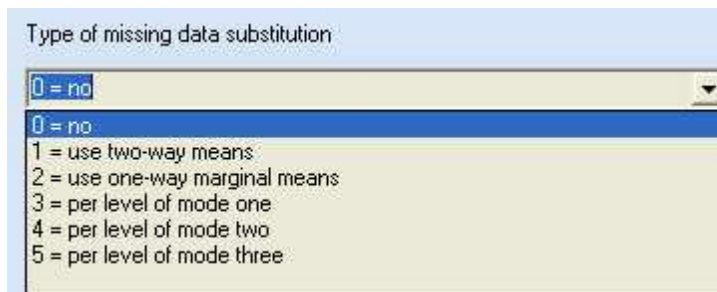 Type of missing data substitution
0 = no
0 = no
1 = use two-way means
2 = use one-way marginal means
3 = per level of mode one
4 = per level of mode two
5 = per level of mode three